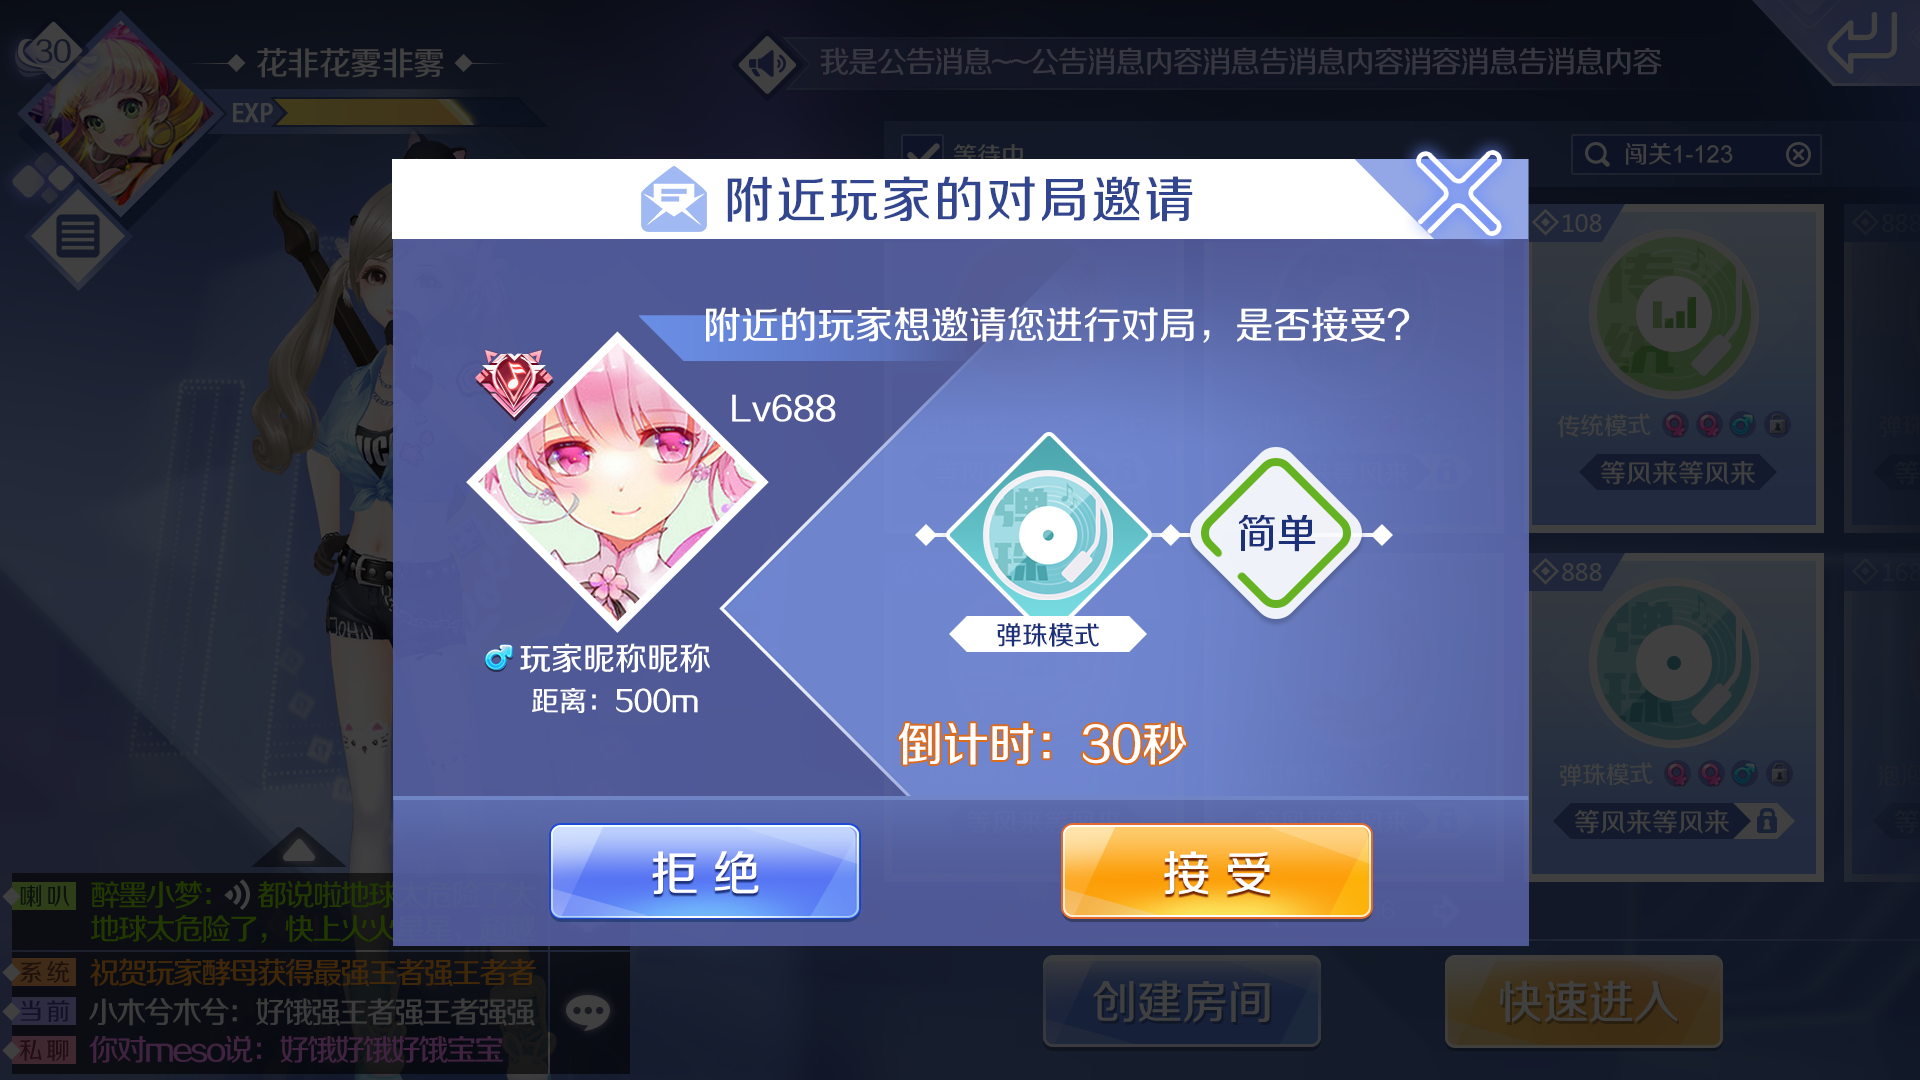 30
花非花雾非雾
EXP
我是公告消息~~公告消息内容消息告消息内容消容消息告消息内容
等待中
闯关1-123
附近玩家的对局邀请
附近的玩家想邀请您进行对局，是否接受?
Lv688
简单
弹珠模式
玩家昵称昵称
距离：500m
倒计时：30秒
拒绝
接受
108
传统模式
等风来等风来
888
弹珠模式
等风来等风来
888
168
喇叭 醉墨小梦： 都说啦地球
地球太危险了，快上火火星
系统 祝贺玩家酵母获得最强王者强王者者
当前 小木兮木兮：好饿强王者强王者强强
私聊 你对meso说：好饿好饿好饿宝宝
创建房间
快速进入